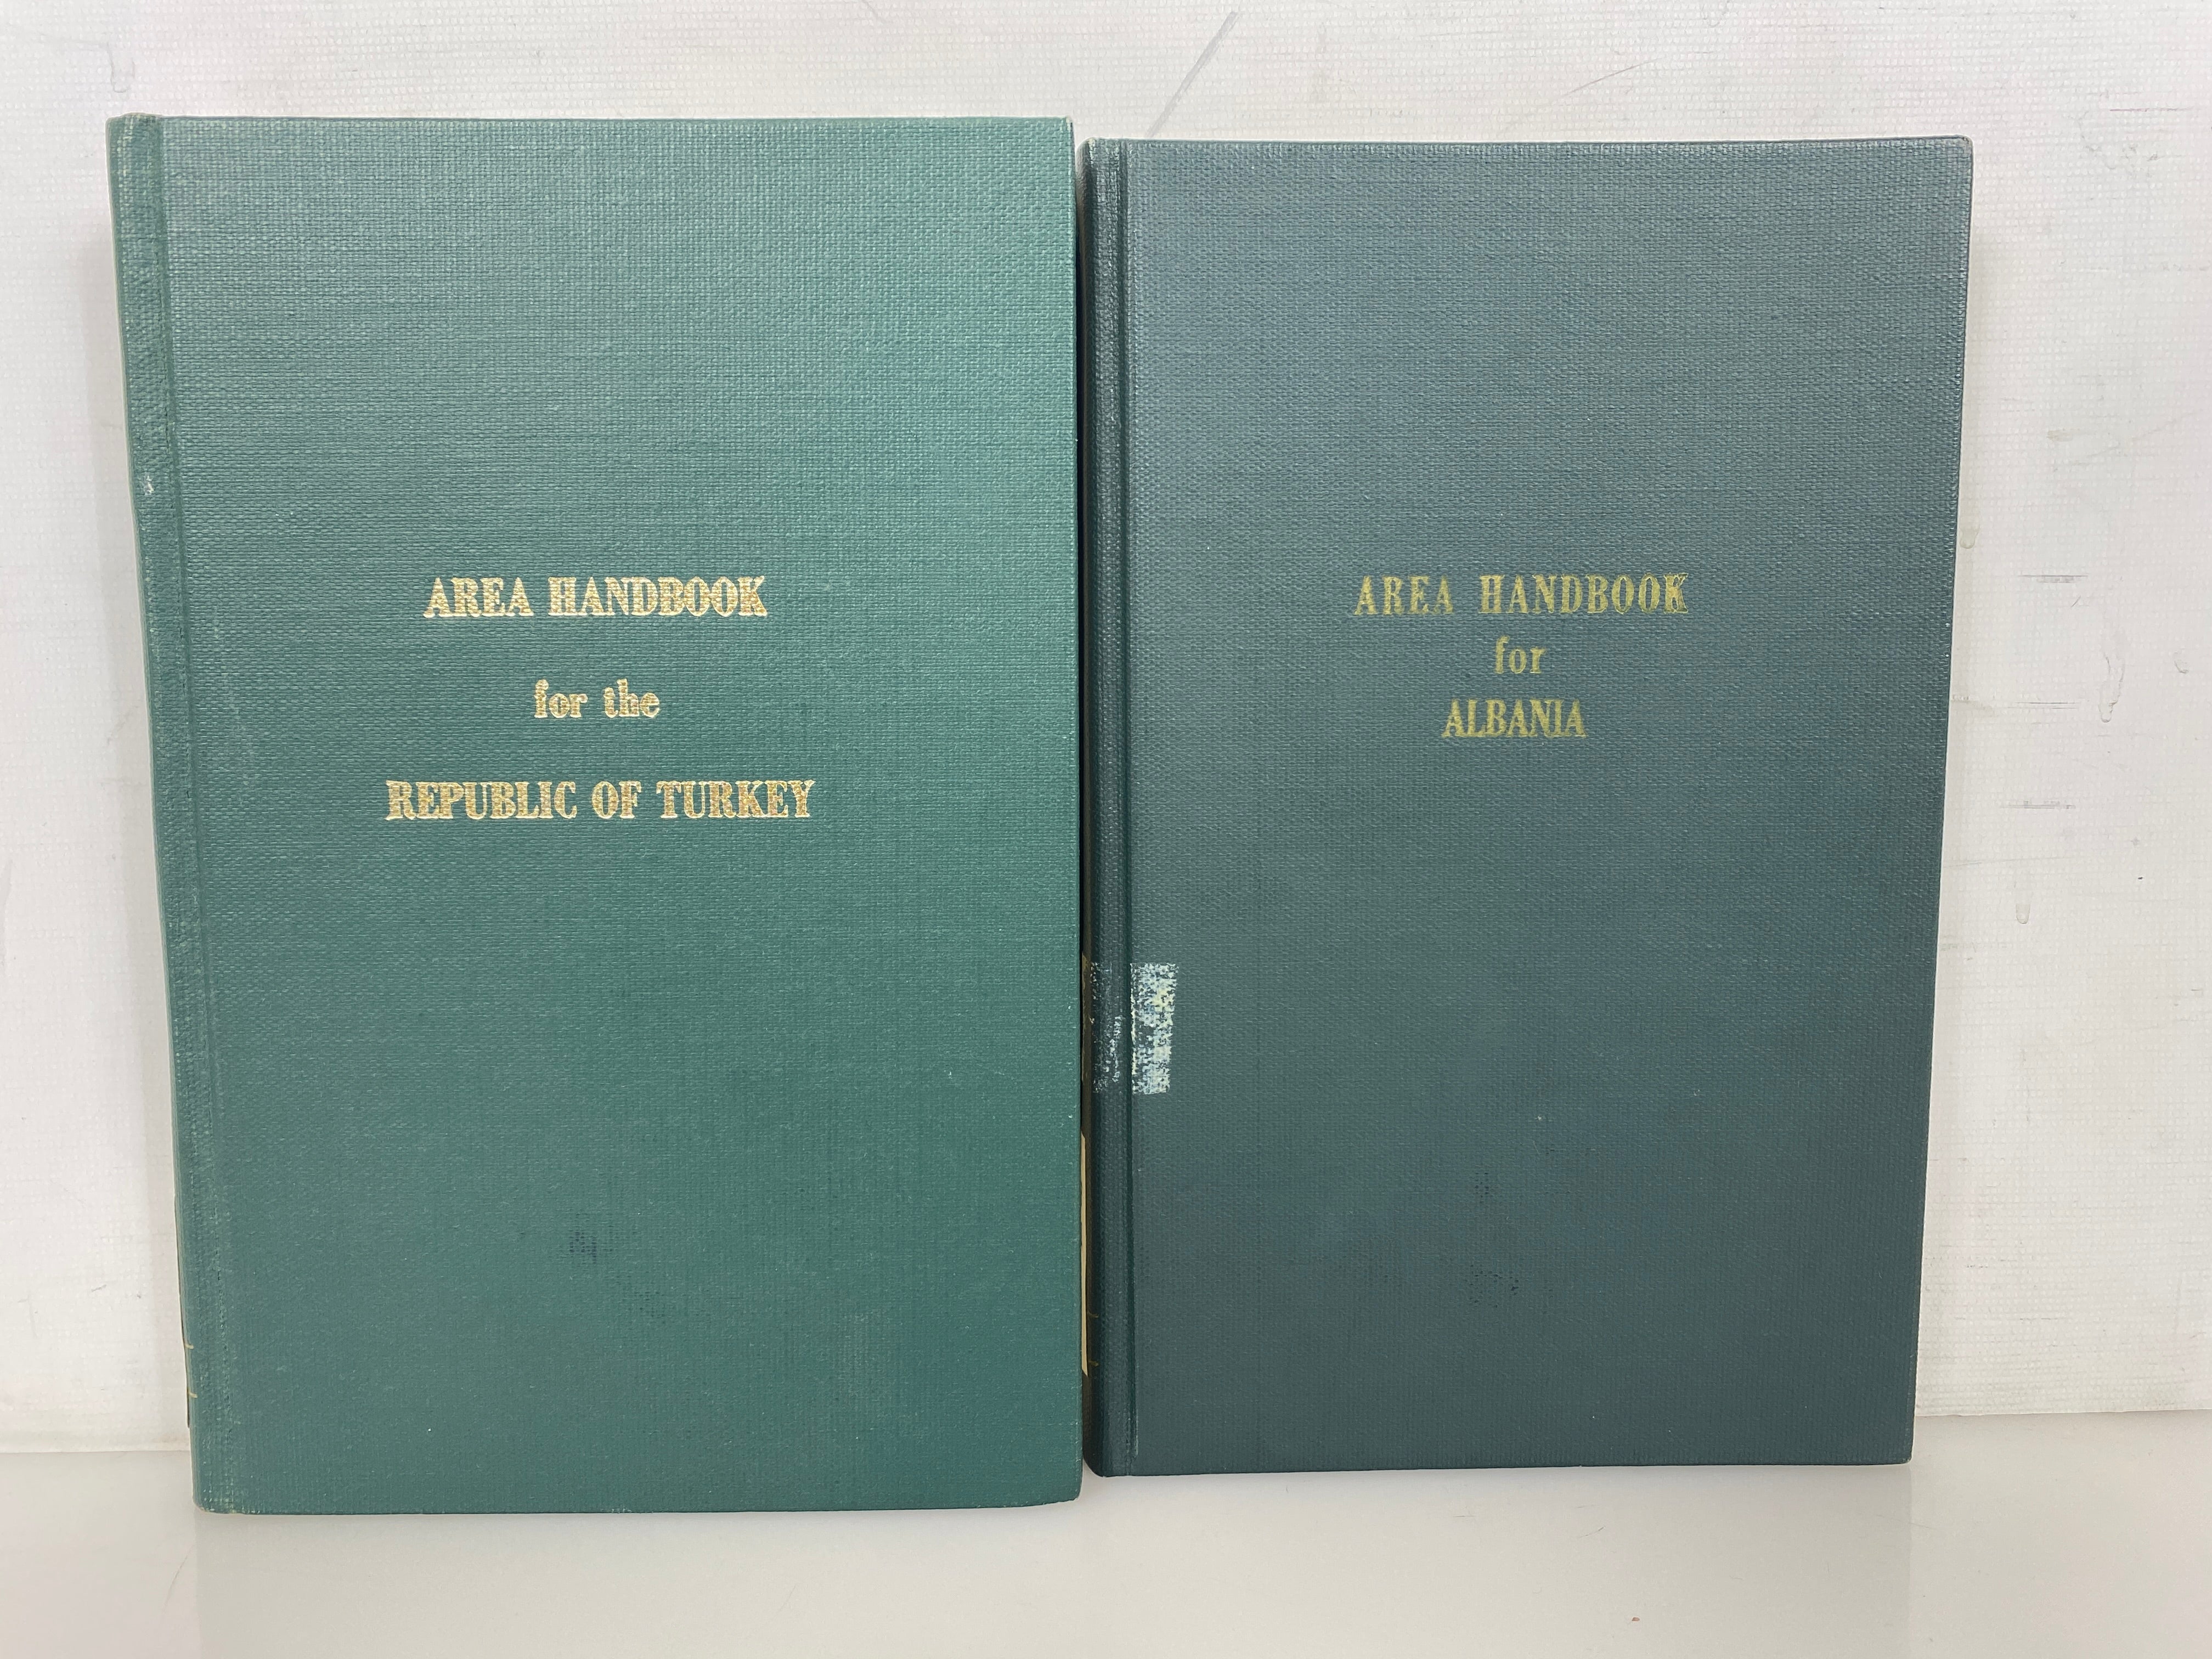 AREA HANDBOOK
for the
REPUBLIC OF TURKEY
AREA HANDBOOK
for
ALBANIA